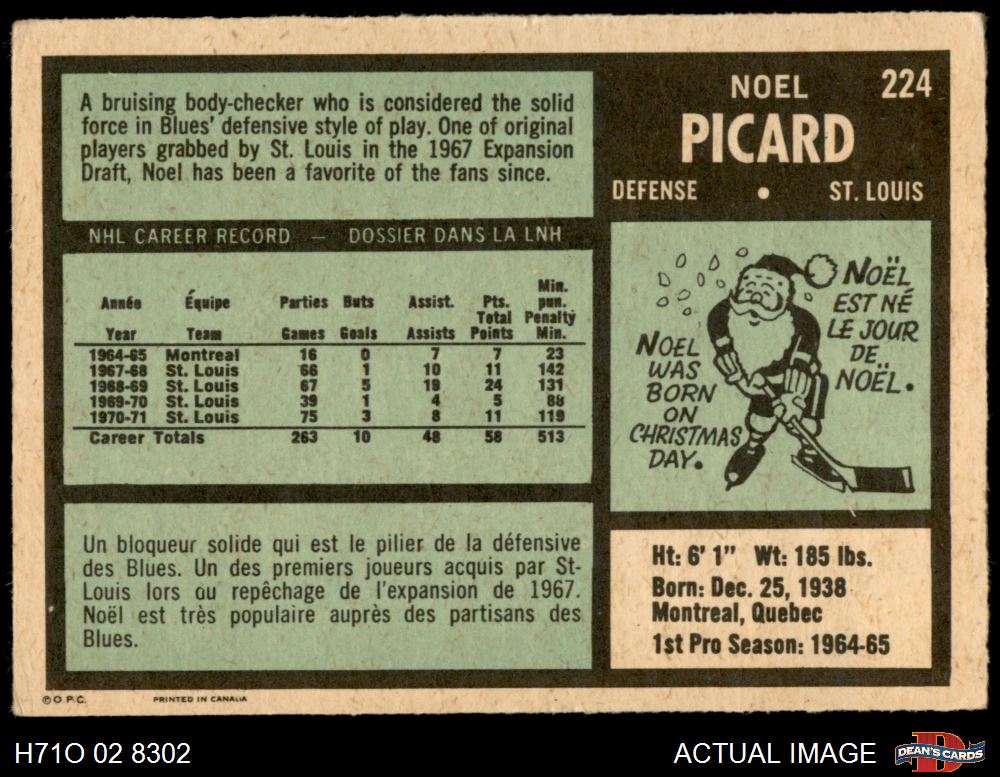 A bruising body-checker who is considered the solid
force in Blues' defensive style of play. One of original
players grabbed by St. Louis in the 1967 Expansion
Draft, Noel has been a favorite of the fans since.
NOEL 224
PICARD
DEFENSE • ST. LOUIS
NHL CAREER RECORD — DOSSIER DANS LA LNH
Année Équipe Parties Buts Assist. Pts. Min. pun.
Year Team Games Goals Assists Total Points Penalty Min.
1964-65 Montreal 16 0 7 7 23
1967-68 St. Louis 66 1 10 11 142
1968-69 St. Louis 67 5 19 24 131
1969-70 St. Louis 39 1 4 5 88
1970-71 St. Louis 75 3 8 11 119
Career Totals 263 10 48 58 513
NOEL
WAS
BORN
ON
CHRISTMAS
DAY.
NOËL
EST NÉ
LE JOUR
DE
NOËL.
Un bloqueur solide qui est le pilier de la défensive
des Blues. Un des premiers joueurs acquis par St-
Louis lors au repêchage de l'expansion de 1967.
Noël est très populaire auprès des partisans des
Blues.
Ht: 6' 1" Wt: 185 lbs.
Born: Dec. 25, 1938
Montreal, Quebec
1st Pro Season: 1964-65
© O.P.C. PRINTED IN CANADA
H71O 02 8302
ACTUAL IMAGE
DEAN'S CARDS